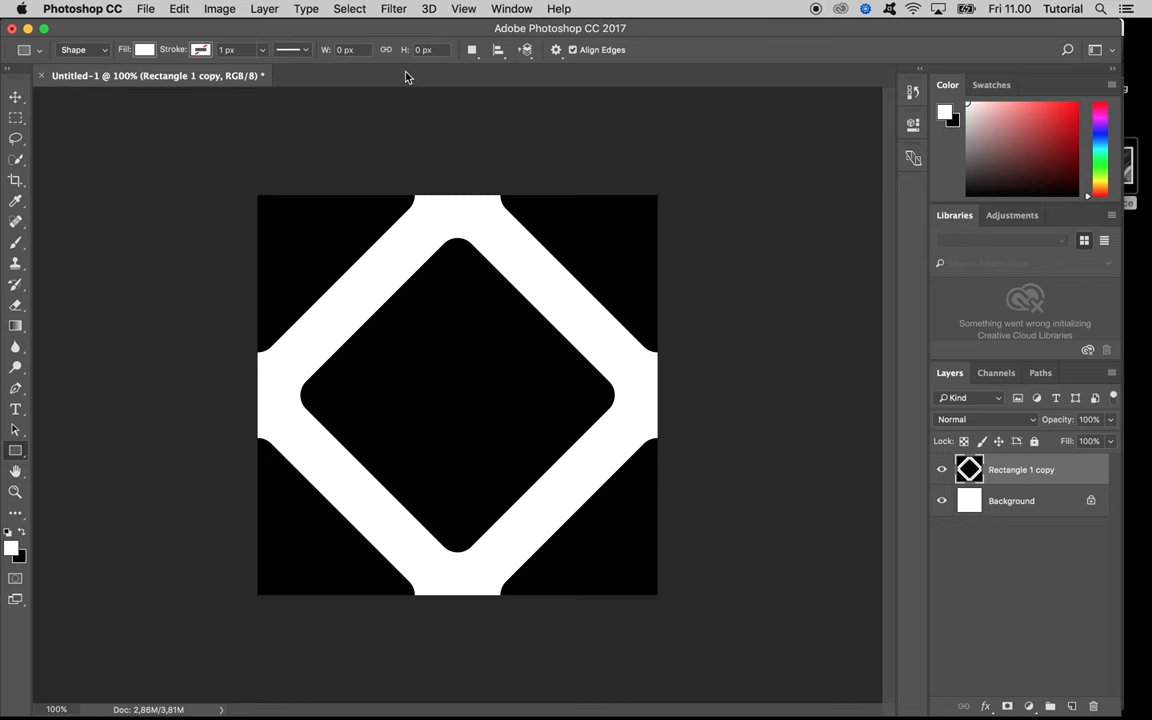 Photoshop CC File Edit Image Layer Type Select Filter 3D View Window Help Fri 11.00 Tutorial
Adobe Photoshop CC 2017
Shape Fill: Stroke: 1 px W: 0 px H: 0 px Align Edges
Untitled-1 @ 100% (Rectangle 1 copy, RGB/8) *
Color Swatches
Libraries Adjustments
Search Adobe Stock
Something went wrong initializing
Creative Cloud Libraries
Layers Channels Paths
Kind
Normal Opacity: 100%
Lock: Fill: 100%
Rectangle 1 copy
Background
100% Doc: 2,86M/3,81M